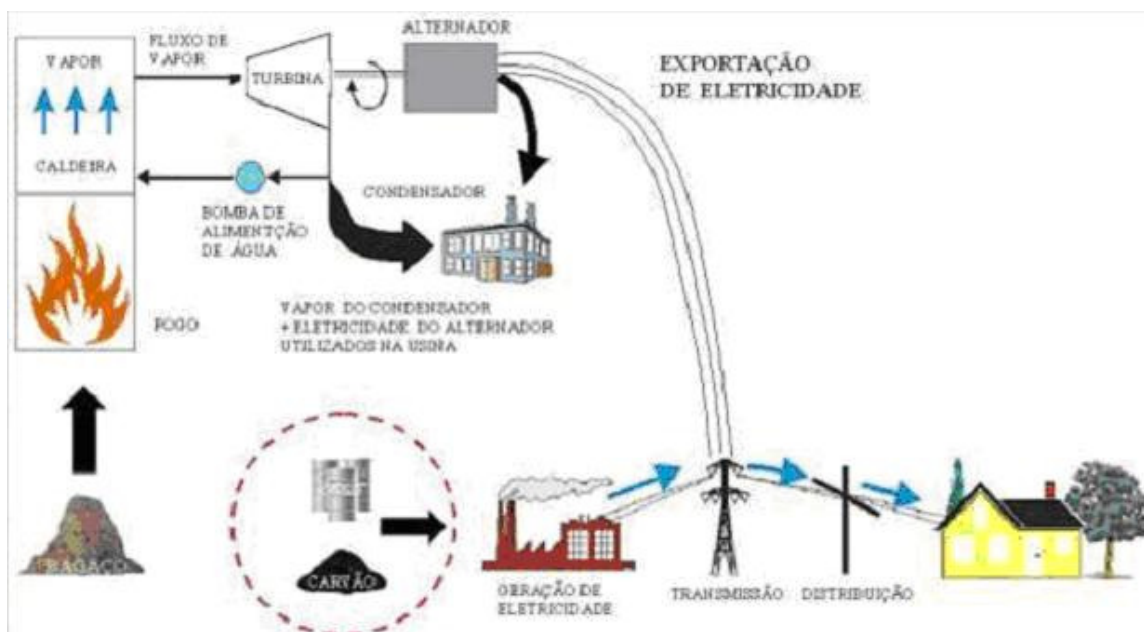 VAPOR
CALDEIRA
FLUXO DE
VAPOR
TURBINA
ALTERNADOR
EXPORTAÇÃO
DE ELETRICIDADE
BOMBA DE
ALIMENTÇÃO
DE ÁGUA
CONDENSADOR
FOGO
VAPOR DO CONDENSADOR
+ ELETRICIDADE DO ALTERNADOR
UTILIZADOS NA USINA
BAGAÇO
CARVÃO
GERAÇÃO DE
ELETRICIDADE
TRANSMISSÃO
DISTRIBUIÇÃO